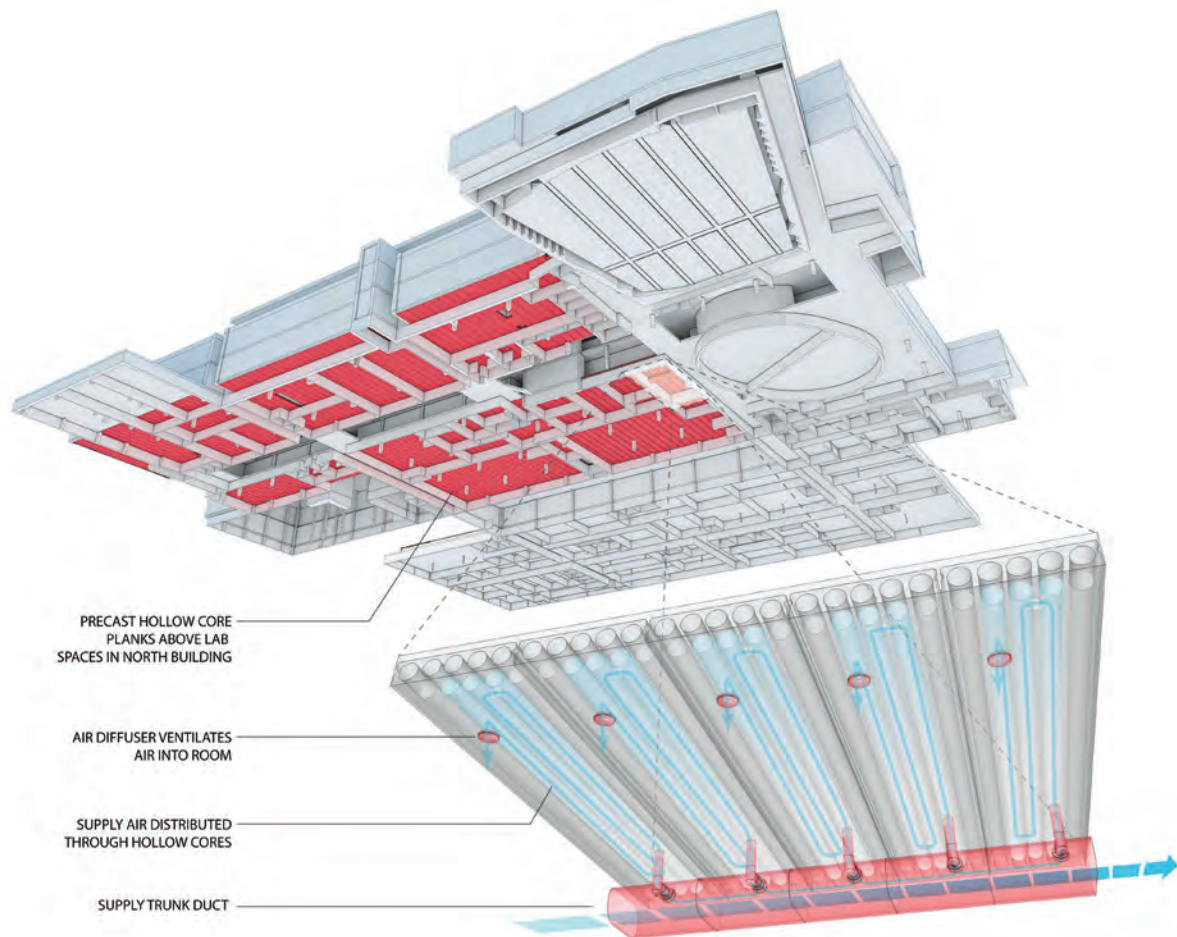 PRECAST HOLLOW CORE
PLANKS ABOVE LAB
SPACES IN NORTH BUILDING
AIR DIFFUSER VENTILATES
AIR INTO ROOM
SUPPLY AIR DISTRIBUTED
THROUGH HOLLOW CORES
SUPPLY TRUNK DUCT